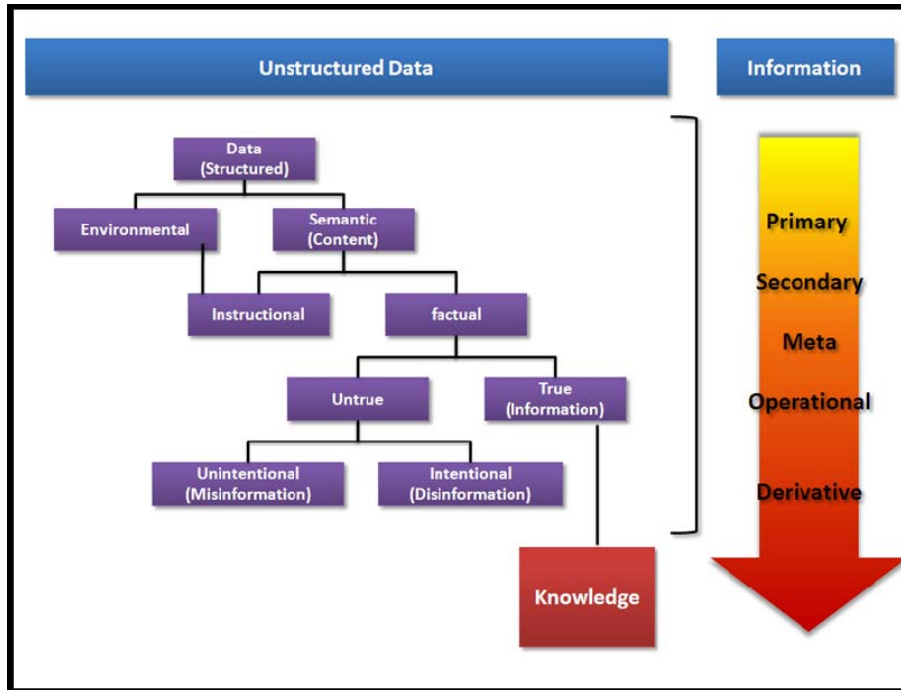 Unstructured Data
Information
Data
(Structured)
Environmental
Semantic
(Content)
Instructional
factual
Untrue
True
(Information)
Unintentional
(Misinformation)
Intentional
(Disinformation)
Knowledge
Primary
Secondary
Meta
Operational
Derivative